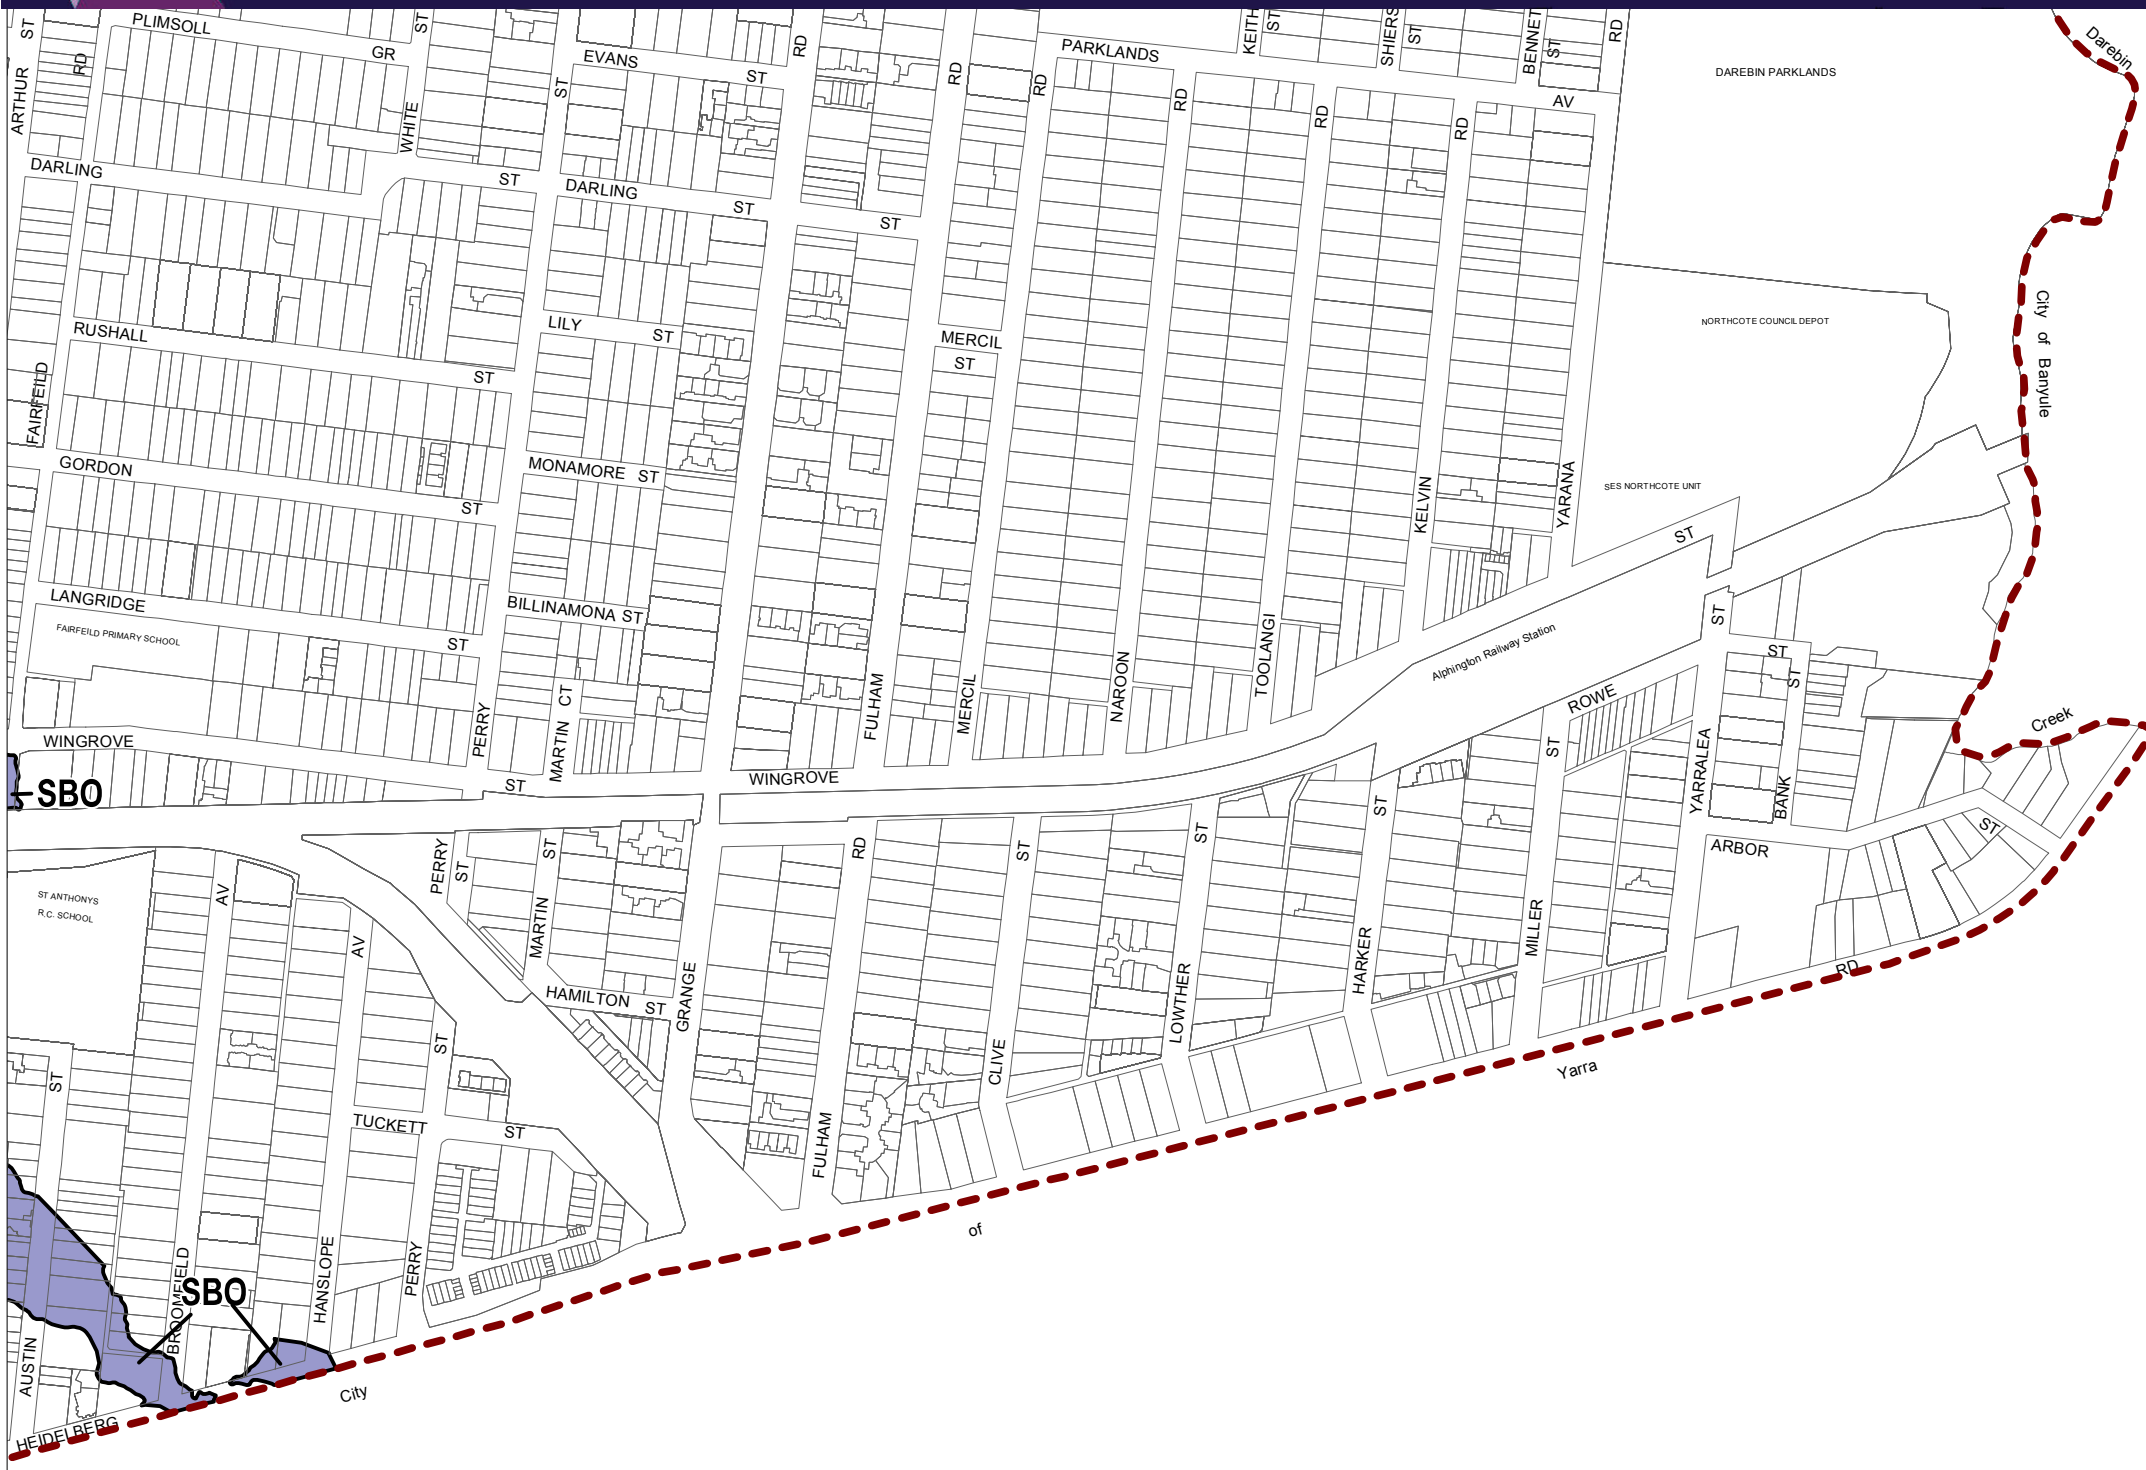 PLIMSOLL
GR
ST
ARTHUR
RD
WHITE
ST
EVANS
ST
ST
RD
RD
RD
PARKLANDS
KEITH
ST
SHIERS
ST
BENNET
ST
RD
AV
DAREBIN PARKLANDS
Darebin
RD
RD
RD
DARLING
ST
DARLING
ST
ST
RUSHALL
ST
LILY
ST
MERCIL
ST
NORTHCOTE COUNCIL DEPOT
City of Banyule
FAIRFEILD
GORDON
ST
MONAMORE ST
KELVIN
YARANA
SES NORTHCOTE UNIT
ST
LANGRIDGE
ST
FAIRFEILD PRIMARY SCHOOL
BILLINAMONA ST
MARTIN CT
PERRY
FULHAM
MERCIL
NAROON
TOOLANGI
Alphington Railway Station
ROWE
ST
ST
ST
ST
YARRALEA
BANK
Creek
WINGROVE
ST
WINGROVE
SBO
ARBOR
ST
PERRY
ST
MARTIN
ST
RD
ST
ST
ST
ST ANTHONYS
R.C. SCHOOL
AV
AV
HAMILTON
ST
GRANGE
CLIVE
LOWTHER
HARKER
MILLER
RD
ST
ST
TUCKETT
ST
FULHAM
Yarra
of
City
AUSTIN
BROOMFIELD
HANSLOPE
PERRY
SBO
HEIDELBERG